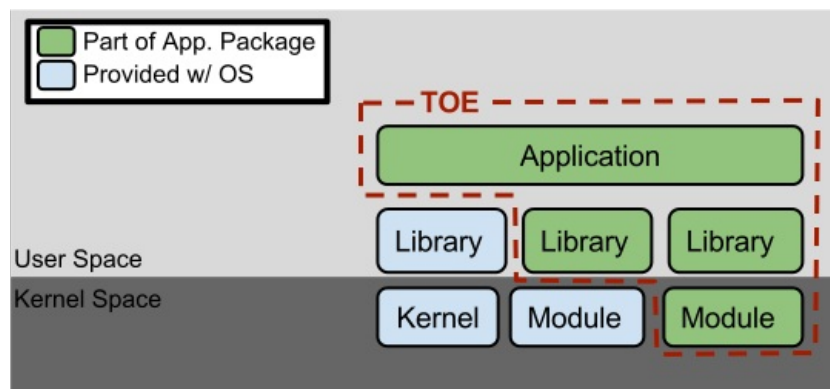 Part of App. Package
Provided w/ OS
TOE
Application
Library Library Library
User Space
Kernel Space
Kernel Module Module